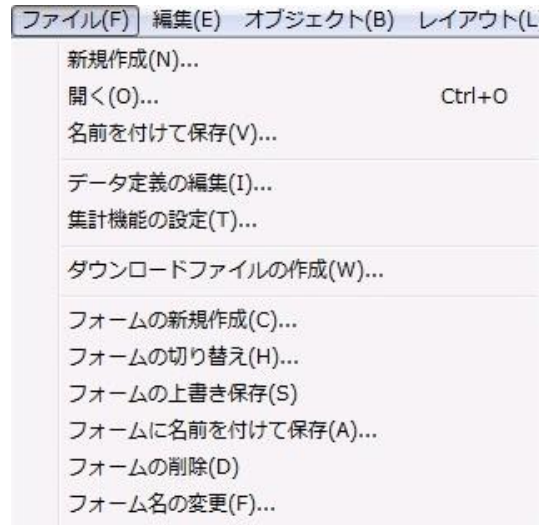 ファイル(F) 編集(E) オブジェクト(B) レイアウト(L
新規作成(N)...
開く(O)... Ctrl+O
名前を付けて保存(V)...
データ定義の編集(I)...
集計機能の設定(T)...
ダウンロードファイルの作成(W)...
フォームの新規作成(C)...
フォームの切り替え(H)...
フォームの上書き保存(S)
フォームに名前を付けて保存(A)...
フォームの削除(D)
フォーム名の変更(F)...